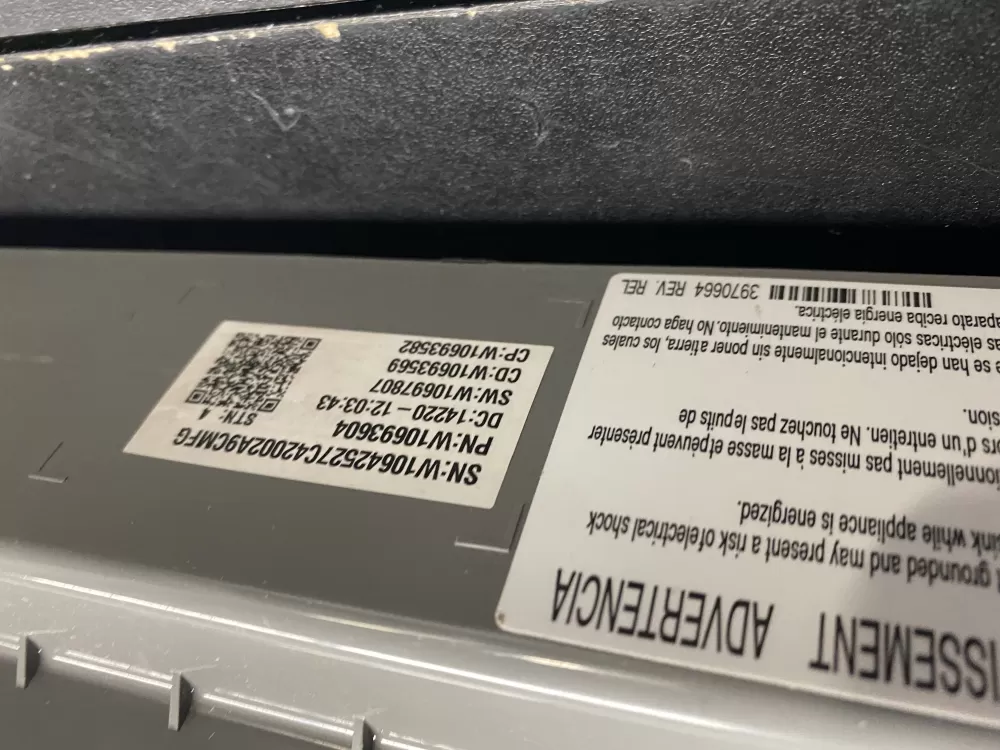 SN:W106425527C42002A9CMFG
PN:W10693604
DC:14220 – 12:03:43
SW:W10697807
CD:W10693569
CP:W10693582
STN: 4
ISSEMENT ADVERTENCIA
grounded and may present a risk of electrical shock
ink while appliance is energized.
ionnellement pas misses à la masse et peuvent présenter
ors d'un entretien. Ne touchez pas le puits de
sion.
e se han dejado intencionalmente sin poner a tierra, los cuales
as eléctricas sólo durante el mantenimiento. No haga contacto
aparato reciba energía eléctrica.
3970664 REV. REL